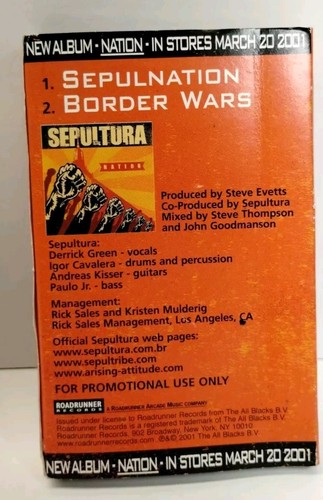 NEW ALBUM - NATION - IN STORES MARCH 20 2001
1. SEPULNATION
2. BORDER WARS
SEPULTURA
NATION
Produced by Steve Evetts
Co-Produced by Sepultura
Mixed by Steve Thompson
and John Goodmanson
Sepultura:
Derrick Green - vocals
Igor Cavalera - drums and percussion
Andreas Kisser - guitars
Paulo Jr. - bass
Management:
Rick Sales and Kristen Mulderig
Rick Sales Management, Los Angeles, CA
Official Sepultura web pages:
www.sepultura.com.br
www.sepultribe.com
www.arising-attitude.com
FOR PROMOTIONAL USE ONLY
ROADRUNNER RECORDS
A ROADRUNNER ARCADE MUSIC COMPANY
Issued under license to Roadrunner Records from The All Blacks B.V.
Roadrunner Records is a registered trademark of The All Blacks B.V.
Roadrunner Records, 902 Broadway, New York, NY 10010
www.roadrunnerrecords.com ℗&© 2001 The All Blacks B.V.
NEW ALBUM - NATION - IN STORES MARCH 20 2001